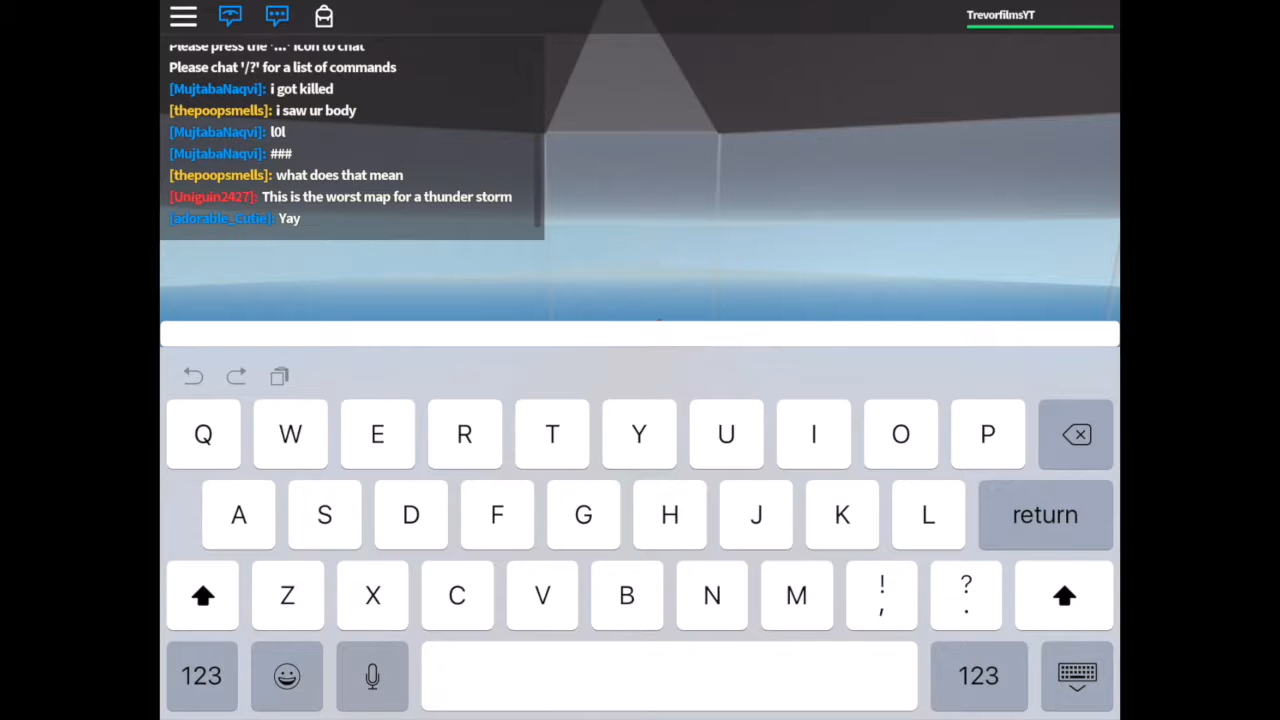 TrevorfilmsYT
Please press the '...' icon to chat
Please chat '/?' for a list of commands
[MujtabaNaqvi]: i got killed
[thepoopsmells]: i saw ur body
[MujtabaNaqvi]: l0l
[MujtabaNaqvi]: ###
[thepoopsmells]: what does that mean
[Uniguin2427]: This is the worst map for a thunder storm
[adorable_cutie]: Yay
Q W E R T Y U I O P
A S D F G H J K L return
Z X C V B N M ! , ? .
123 123